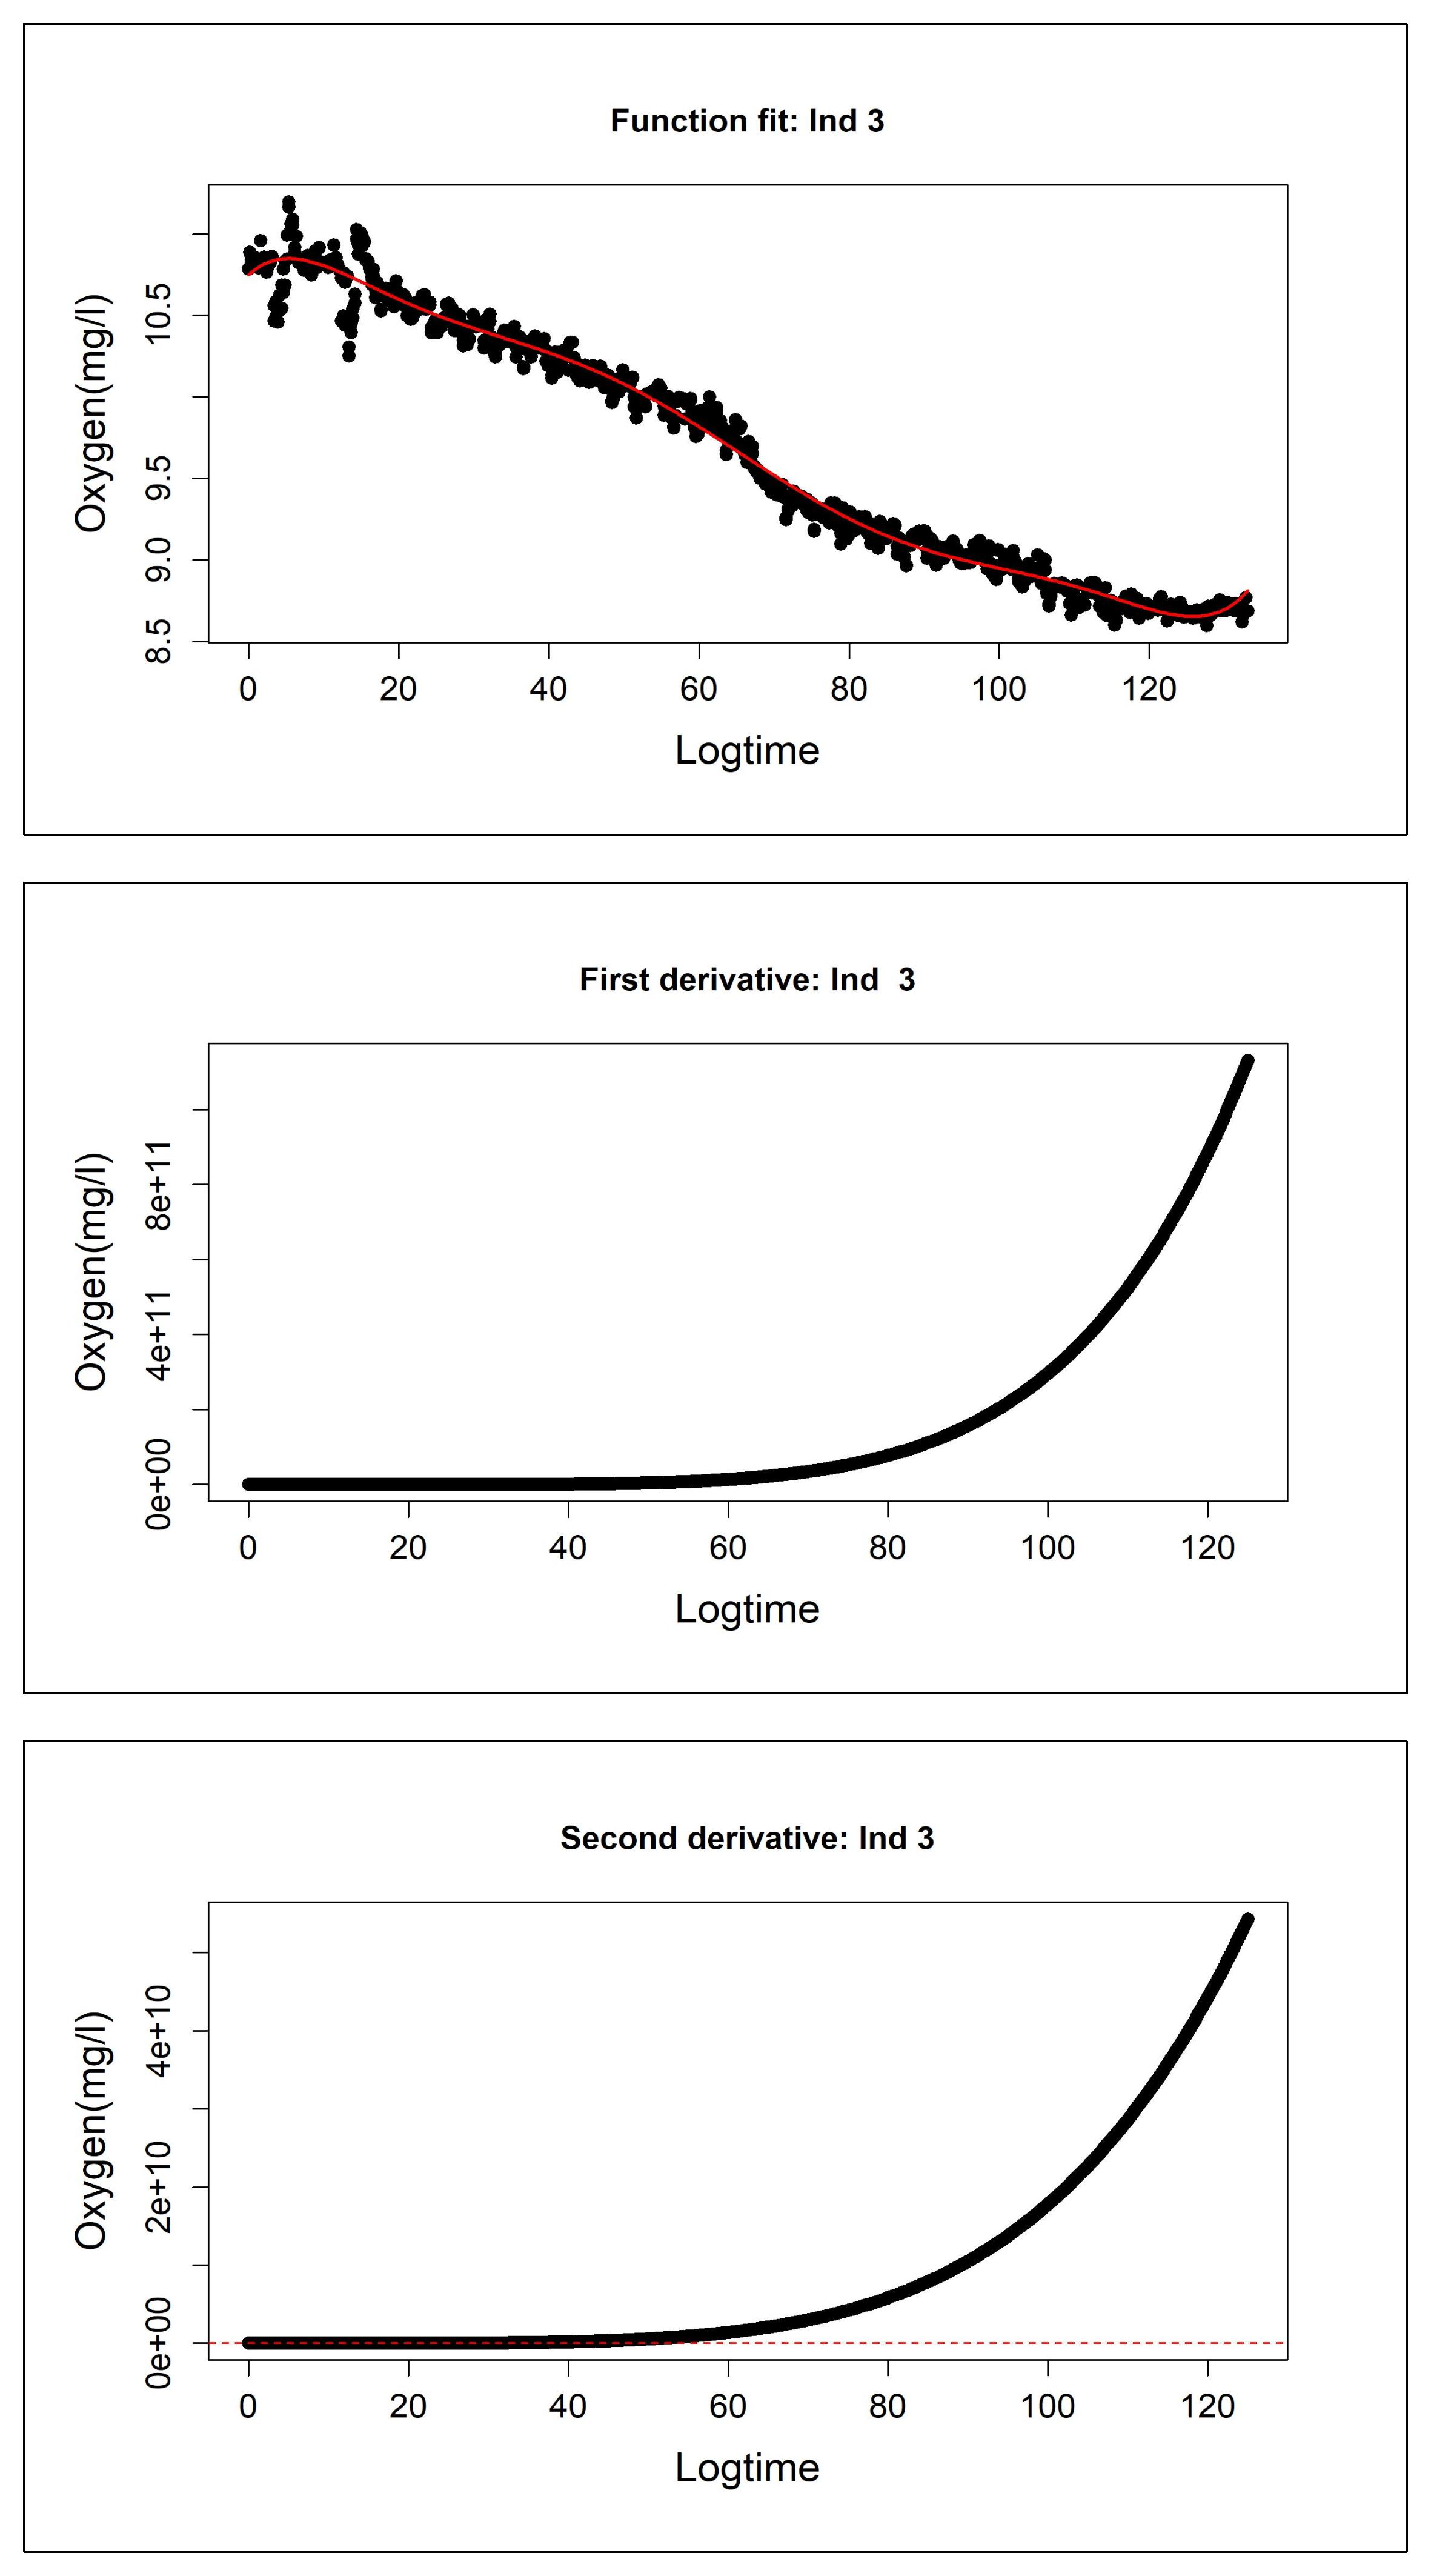 Function fit: Ind 3
Oxygen(mg/l)
10.5
9.5
9.0
8.5
0 20 40 60 80 100 120
Logtime
First derivative: Ind  3
Oxygen(mg/l)
8e+11
4e+11
0e+00
0 20 40 60 80 100 120
Logtime
Second derivative: Ind 3
Oxygen(mg/l)
4e+10
2e+10
0e+00
0 20 40 60 80 100 120
Logtime